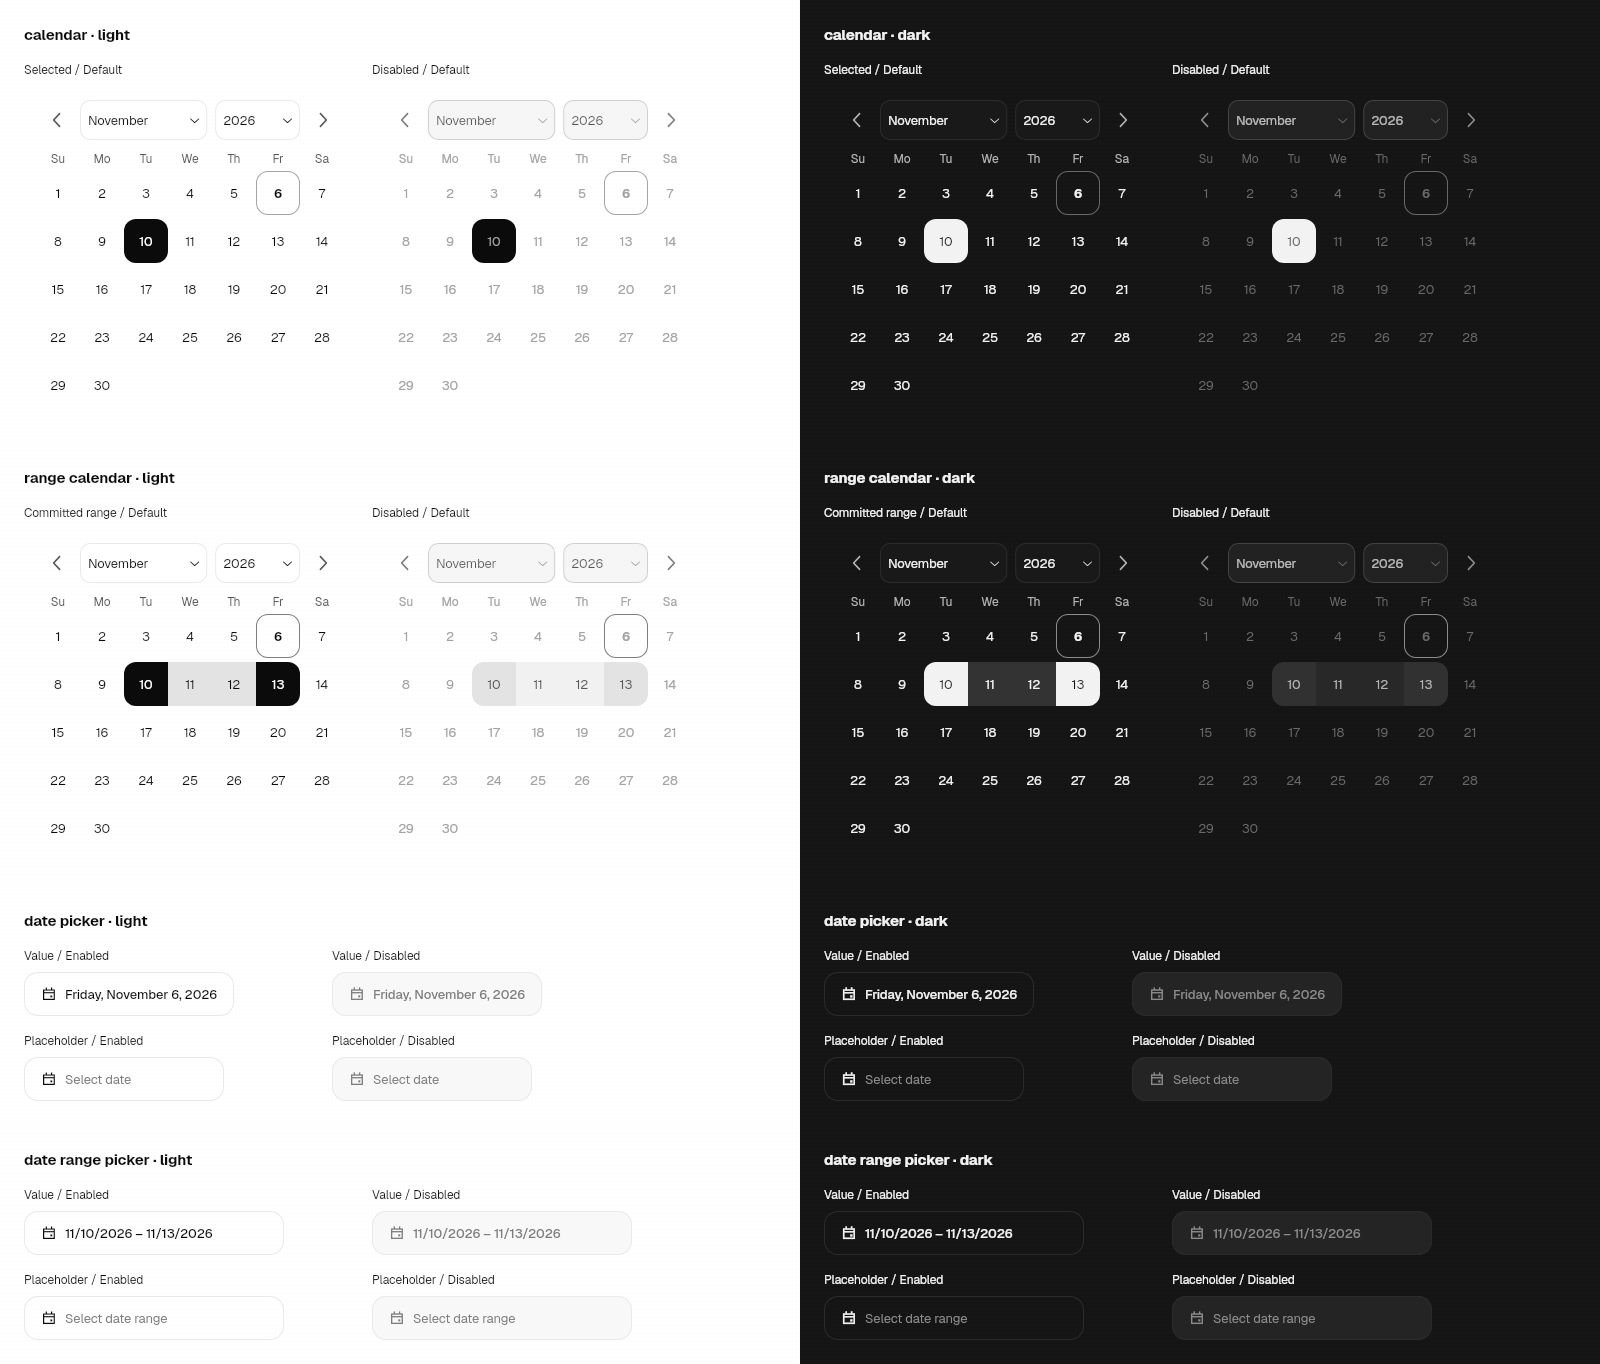 calendar · light
Selected / Default
November 2026
Su Mo Tu We Th Fr Sa
1 2 3 4 5 6 7
8 9 10 11 12 13 14
15 16 17 18 19 20 21
22 23 24 25 26 27 28
29 30
Disabled / Default
November 2026
Su Mo Tu We Th Fr Sa
1 2 3 4 5 6 7
8 9 10 11 12 13 14
15 16 17 18 19 20 21
22 23 24 25 26 27 28
29 30
range calendar · light
Committed range / Default
November 2026
Su Mo Tu We Th Fr Sa
1 2 3 4 5 6 7
8 9 10 11 12 13 14
15 16 17 18 19 20 21
22 23 24 25 26 27 28
29 30
Disabled / Default
November 2026
Su Mo Tu We Th Fr Sa
1 2 3 4 5 6 7
8 9 10 11 12 13 14
15 16 17 18 19 20 21
22 23 24 25 26 27 28
29 30
date picker · light
Value / Enabled
Friday, November 6, 2026
Value / Disabled
Friday, November 6, 2026
Placeholder / Enabled
Select date
Placeholder / Disabled
Select date
date range picker · light
Value / Enabled
11/10/2026 – 11/13/2026
Value / Disabled
11/10/2026 – 11/13/2026
Placeholder / Enabled
Select date range
Placeholder / Disabled
Select date range
calendar · dark
Selected / Default
November 2026
Su Mo Tu We Th Fr Sa
1 2 3 4 5 6 7
8 9 10 11 12 13 14
15 16 17 18 19 20 21
22 23 24 25 26 27 28
29 30
Disabled / Default
November 2026
Su Mo Tu We Th Fr Sa
1 2 3 4 5 6 7
8 9 10 11 12 13 14
15 16 17 18 19 20 21
22 23 24 25 26 27 28
29 30
range calendar · dark
Committed range / Default
November 2026
Su Mo Tu We Th Fr Sa
1 2 3 4 5 6 7
8 9 10 11 12 13 14
15 16 17 18 19 20 21
22 23 24 25 26 27 28
29 30
Disabled / Default
November 2026
Su Mo Tu We Th Fr Sa
1 2 3 4 5 6 7
8 9 10 11 12 13 14
15 16 17 18 19 20 21
22 23 24 25 26 27 28
29 30
date picker · dark
Value / Enabled
Friday, November 6, 2026
Value / Disabled
Friday, November 6, 2026
Placeholder / Enabled
Select date
Placeholder / Disabled
Select date
date range picker · dark
Value / Enabled
11/10/2026 – 11/13/2026
Value / Disabled
11/10/2026 – 11/13/2026
Placeholder / Enabled
Select date range
Placeholder / Disabled
Select date range